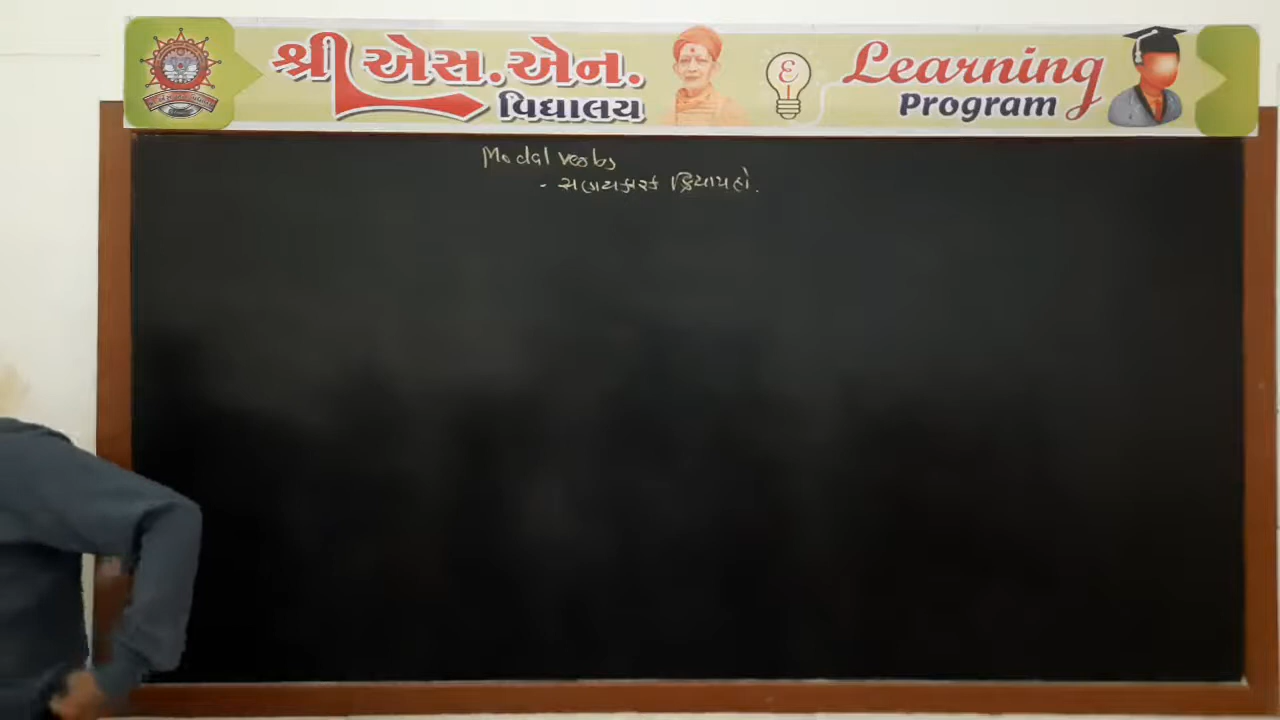 શ્રી એસ.એન.
વિદ્યાલય
Learning
Program
Modal verbs
- સહાયકારક ક્રિયાપદો.